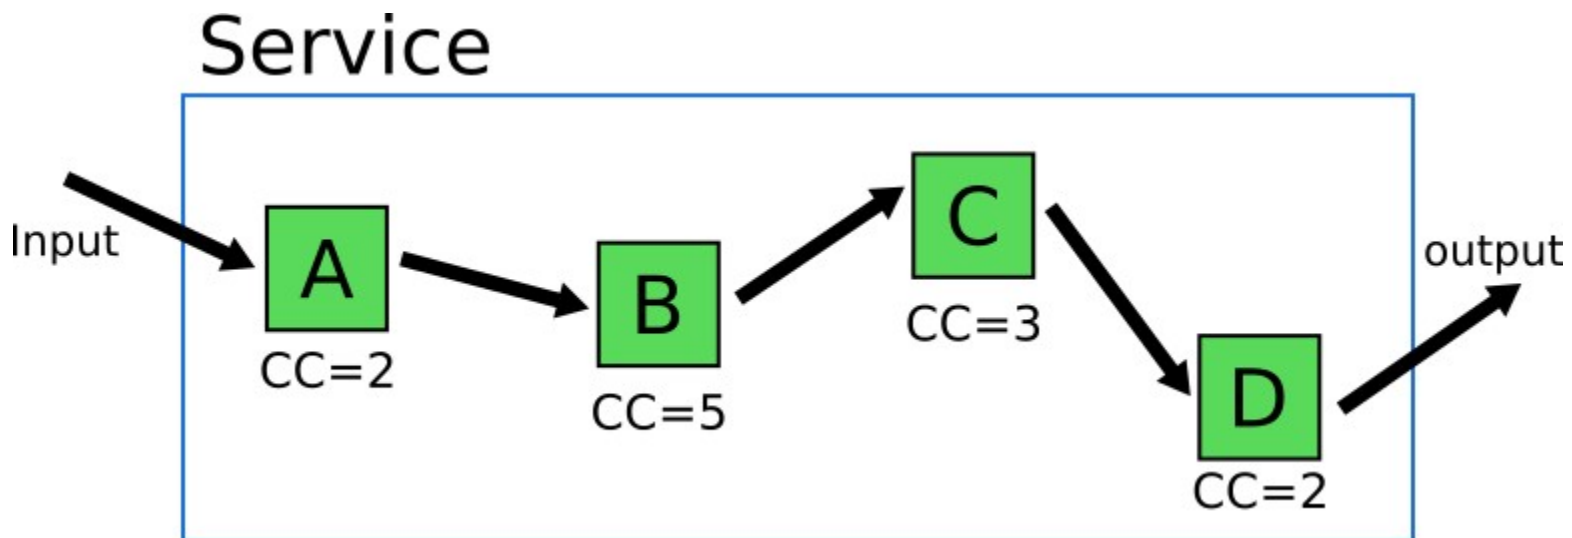 Service
Input
A
CC=2
B
CC=5
C
CC=3
D
CC=2
output